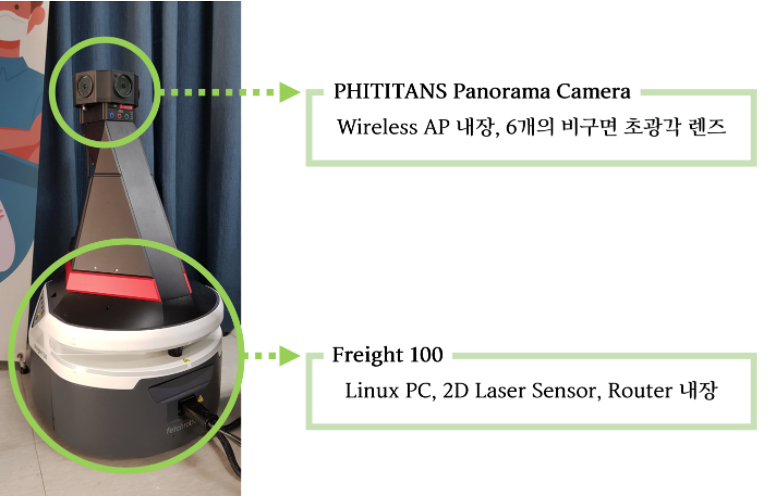 PHITITANS Panorama Camera
Wireless AP 내장, 6개의 비구면 초광각 렌즈
Freight 100
Linux PC, 2D Laser Sensor, Router 내장